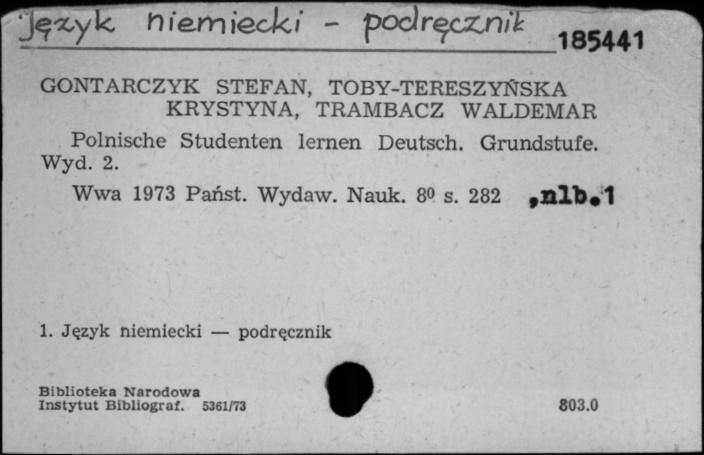 Język niemiecki - podręcznik
185441
GONTARCZYK STEFAN, TOBY-TERESZYŃSKA
KRYSTYNA, TRAMBACZ WALDEMAR
Polnische Studenten lernen Deutsch. Grundstufe.
Wyd. 2.
Wwa 1973 Państ. Wydaw. Nauk. 8⁰ s. 282 ,nlb.1
1. Język niemiecki — podręcznik
Biblioteka Narodowa
Instytut Bibliograf. 5361/73
803.0